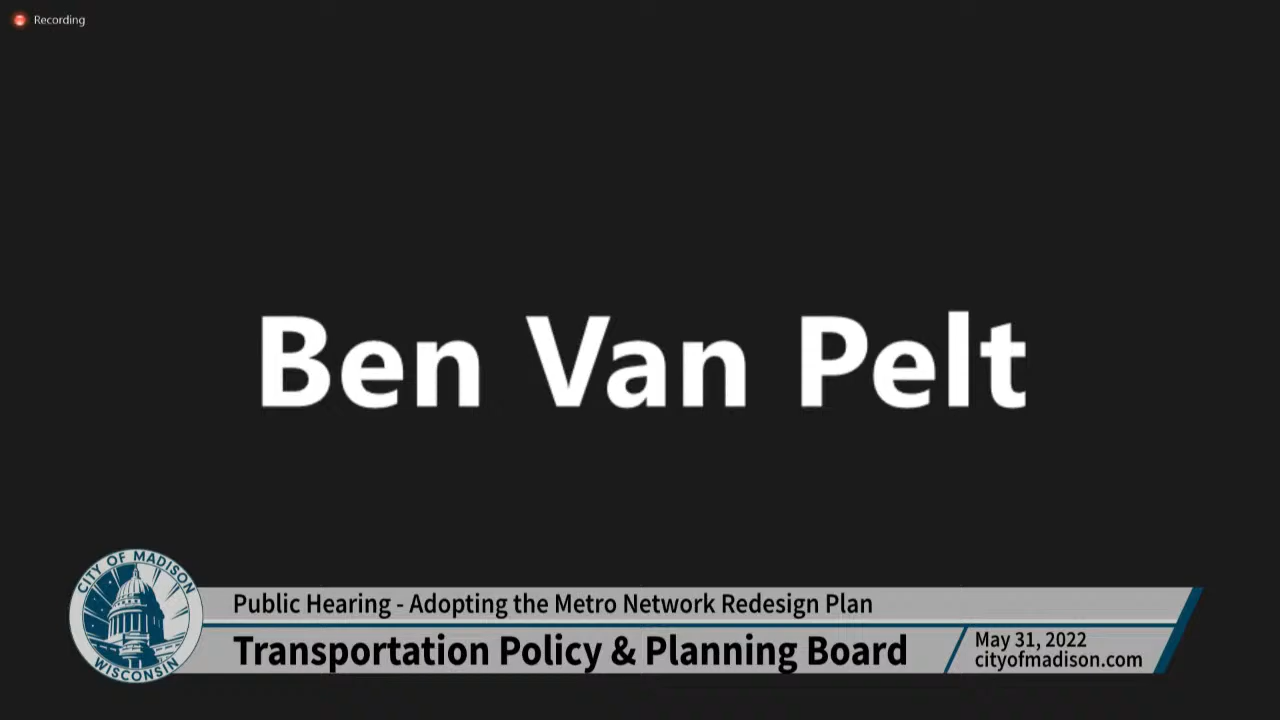 Recording
Ben Van Pelt
CITY OF MADISON
WISCONSIN
Public Hearing - Adopting the Metro Network Redesign Plan
Transportation Policy & Planning Board
May 31, 2022
cityofmadison.com